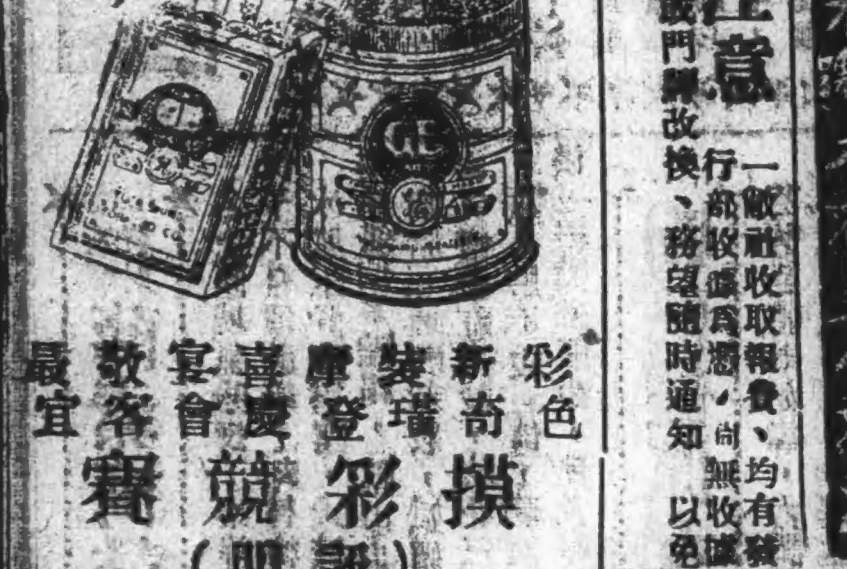 意
一敝社收取報費、均有發
行部收據爲憑、尚無收據
門牌改換、務望隨時通知 以免
GE
彩色
新奇
裝璜
摩登
喜慶
宴會
敬客
最宜
摸彩競賽